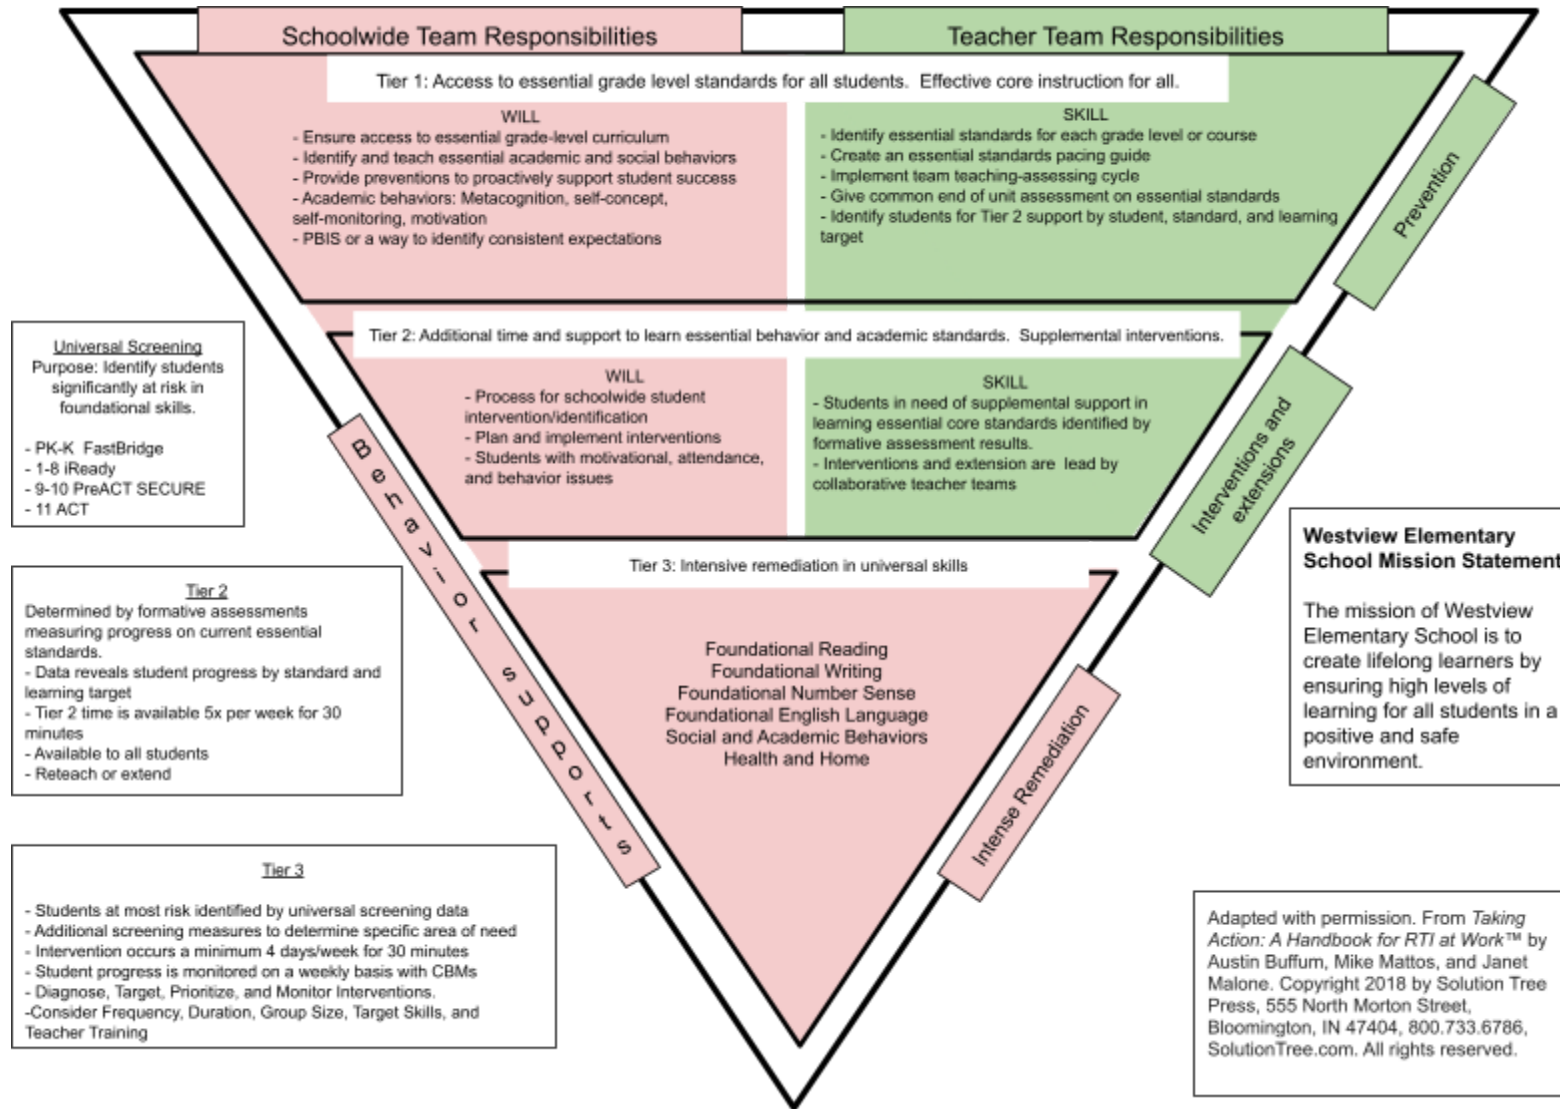 Schoolwide Team Responsibilities
Teacher Team Responsibilities
Tier 1: Access to essential grade level standards for all students.  Effective core instruction for all.
WILL
- Ensure access to essential grade-level curriculum
- Identify and teach essential academic and social behaviors
- Provide preventions to proactively support student success
- Academic behaviors: Metacognition, self-concept,
self-monitoring, motivation
- PBIS or a way to identify consistent expectations
SKILL
- Identify essential standards for each grade level or course
- Create an essential standards pacing guide
- Implement team teaching-assessing cycle
- Give common end of unit assessment on essential standards
- Identify students for Tier 2 support by student, standard, and learning
target
Prevention
Tier 2: Additional time and support to learn essential behavior and academic standards.  Supplemental interventions.
WILL
- Process for schoolwide student
intervention/identification
- Plan and implement interventions
- Students with motivational, attendance,
and behavior issues
SKILL
- Students in need of supplemental support in
learning essential core standards identified by
formative assessment results.
- Interventions and extension are  lead by
collaborative teacher teams
Interventions and
extensions
Behavior supports
Tier 3: Intensive remediation in universal skills
Foundational Reading
Foundational Writing
Foundational Number Sense
Foundational English Language
Social and Academic Behaviors
Health and Home
Intense Remediation
Universal Screening
Purpose: Identify students
significantly at risk in
foundational skills.
- PK-K  FastBridge
- 1-8 iReady
- 9-10 PreACT SECURE
- 11 ACT
Tier 2
Determined by formative assessments
measuring progress on current essential
standards.
- Data reveals student progress by standard and
learning target
- Tier 2 time is available 5x per week for 30
minutes
- Available to all students
- Reteach or extend
Tier 3
- Students at most risk identified by universal screening data
- Additional screening measures to determine specific area of need
- Intervention occurs a minimum 4 days/week for 30 minutes
- Student progress is monitored on a weekly basis with CBMs
- Diagnose, Target, Prioritize, and Monitor Interventions.
-Consider Frequency, Duration, Group Size, Target Skills, and
Teacher Training
Westview Elementary
School Mission Statement
The mission of Westview
Elementary School is to
create lifelong learners by
ensuring high levels of
learning for all students in a
positive and safe
environment.
Adapted with permission. From Taking
Action: A Handbook for RTI at Work™ by
Austin Buffum, Mike Mattos, and Janet
Malone. Copyright 2018 by Solution Tree
Press, 555 North Morton Street,
Bloomington, IN 47404, 800.733.6786,
SolutionTree.com. All rights reserved.